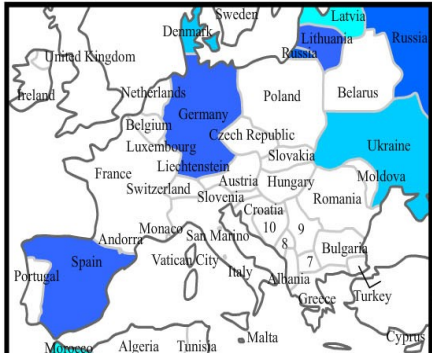 Sweden
Latvia
Denmark
Lithuania
Russia
Russia
United Kingdom
Ireland
Netherlands
Poland
Belarus
Belgium
Germany
Luxembourg
Czech Republic
Ukraine
Slovakia
Liechtenstein
Moldova
France
Switzerland
Austria
Hungary
Slovenia
Romania
Croatia
10
9
Monaco
San Marino
8
Bulgaria
Andorra
Spain
Vatican City
7
Portugal
Italy
Albania
Greece
Turkey
Morocco
Algeria
Tunisia
Malta
Cyprus